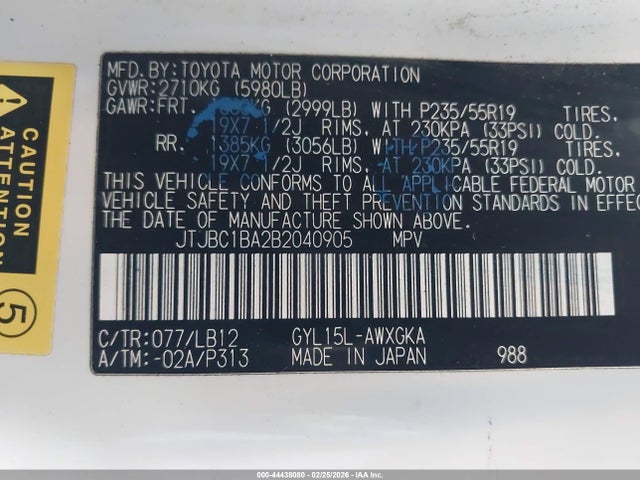 MFD.BY:TOYOTA MOTOR CORPORATION
GVWR:2710KG (5980LB)
GAWR:FRT. (2999LB) WITH P235/55R19 TIRES.
19X7 1/2J RIMS, AT 230KPA (33PSI) COLD.
RR. 1385KG (3056LB) WITH P235/55R19 TIRES.
19X7 1/2J RIMS, AT 230KPA (33PSI) COLD.
THIS VEHICLE CONFORMS TO ALL APPLICABLE FEDERAL MOTOR
VEHICLE SAFETY AND THEFT PREVENTION STANDARDS IN EFFEC
THE DATE OF MANUFACTURE SHOWN ABOVE.
JTJBC1BA2B2040905 MPV
C/TR:077/LB12 GYL15L-AWXGKA
A/TM:-02A/P313 MADE IN JAPAN 988
CAUTION
5
000-44438080 - 02/25/2026 - IAA Inc.